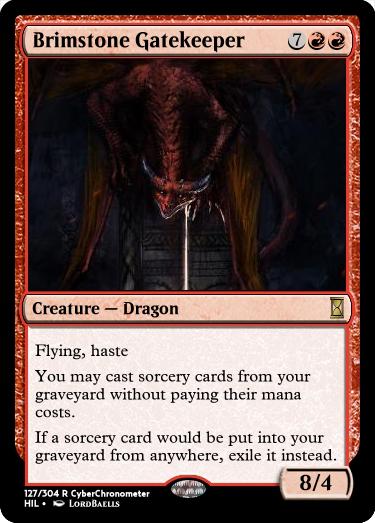 Brimstone Gatekeeper 7
Creature — Dragon
Flying, haste
You may cast sorcery cards from your
graveyard without paying their mana
costs.
If a sorcery card would be put into your
graveyard from anywhere, exile it instead.
8/4
127/304 R CyberChronometer
HIL • LordBaells